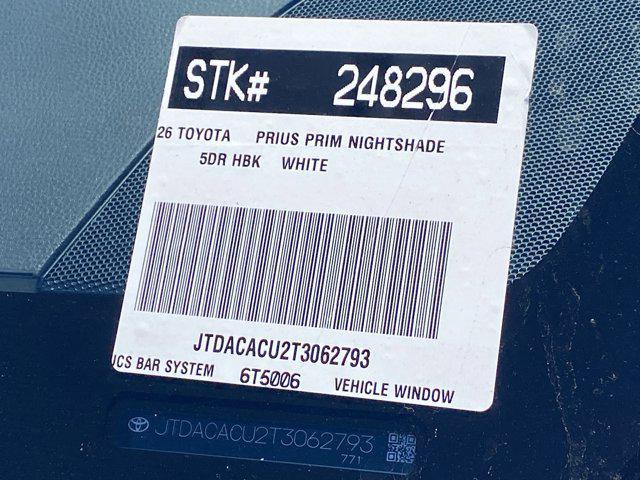 STK# 248296
26 TOYOTA PRIUS PRIM NIGHTSHADE
5DR HBK WHITE
JTDACACU2T3062793
UCS BAR SYSTEM 6T5006 VEHICLE WINDOW
JTDACACU2T3062793
771